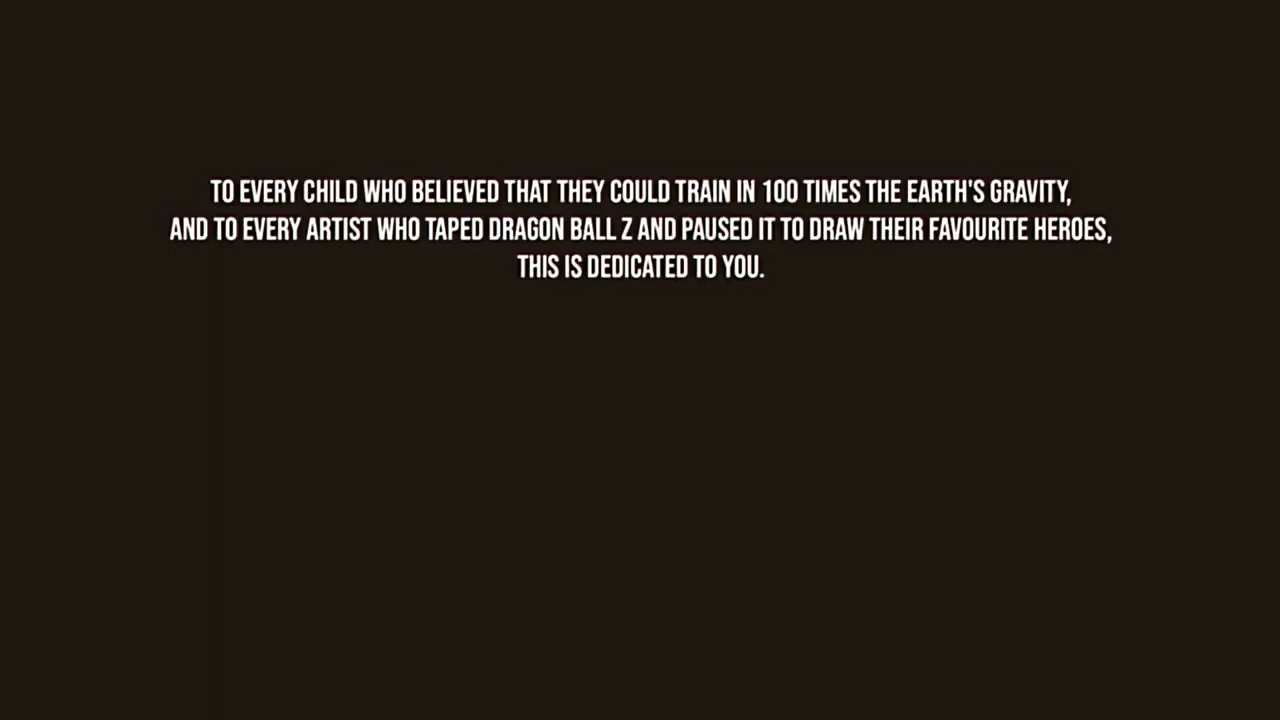 TO EVERY CHILD WHO BELIEVED THAT THEY COULD TRAIN IN 100 TIMES THE EARTH'S GRAVITY,
AND TO EVERY ARTIST WHO TAPED DRAGON BALL Z AND PAUSED IT TO DRAW THEIR FAVOURITE HEROES,
THIS IS DEDICATED TO YOU.